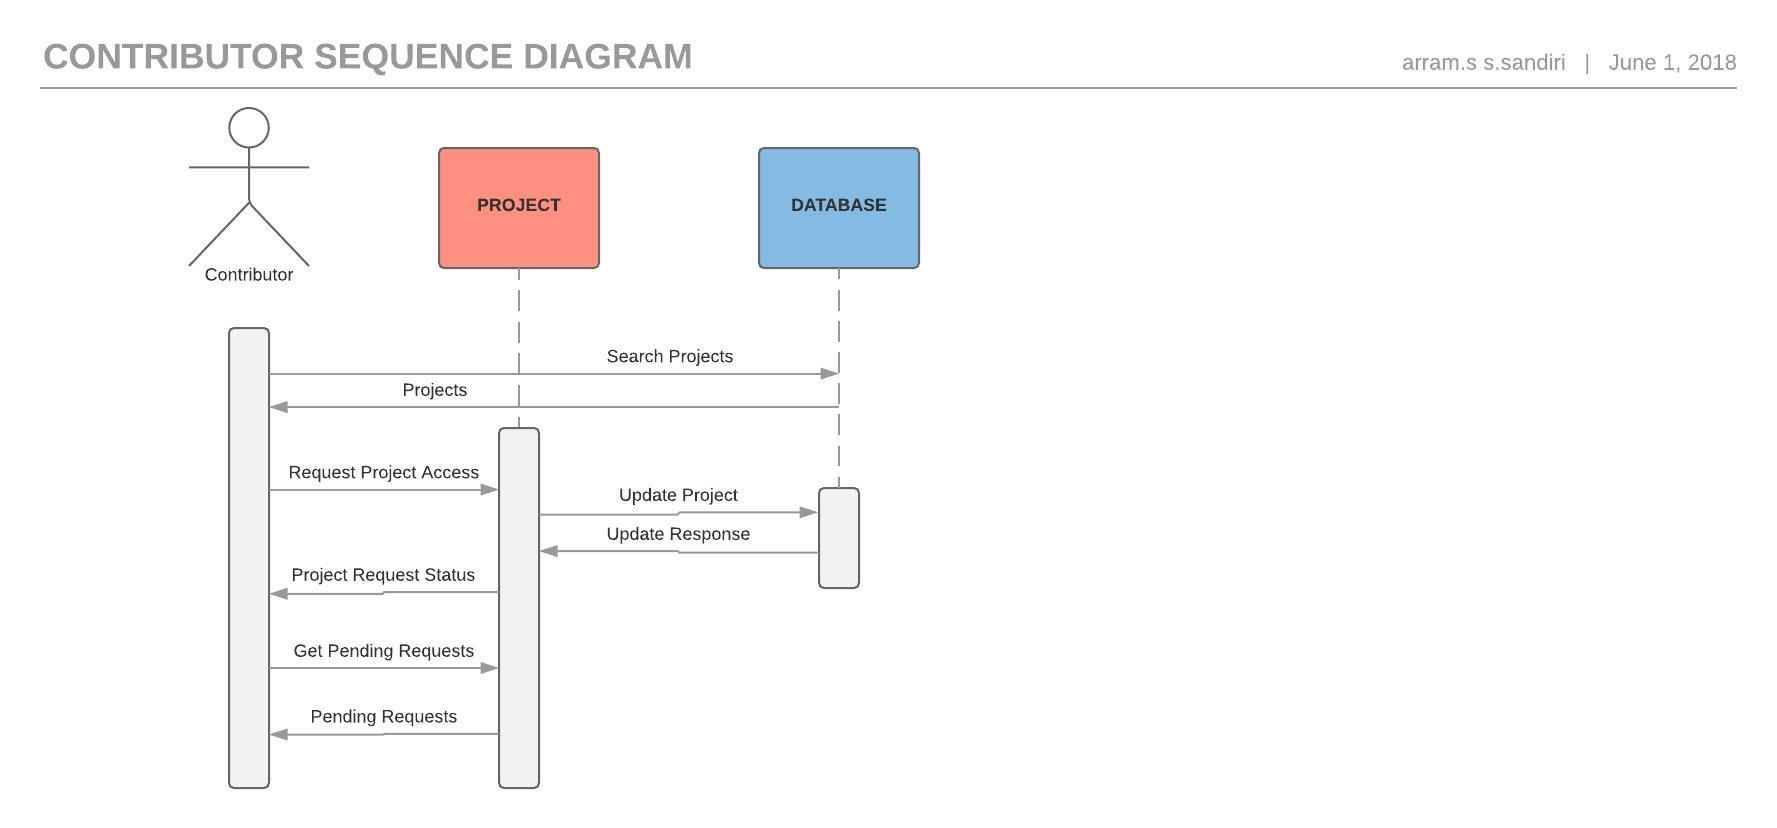 CONTRIBUTOR SEQUENCE DIAGRAM
arram.s s.sandiri | June 1, 2018
PROJECT
DATABASE
Contributor
Search Projects
Projects
Request Project Access
Update Project
Update Response
Project Request Status
Get Pending Requests
Pending Requests